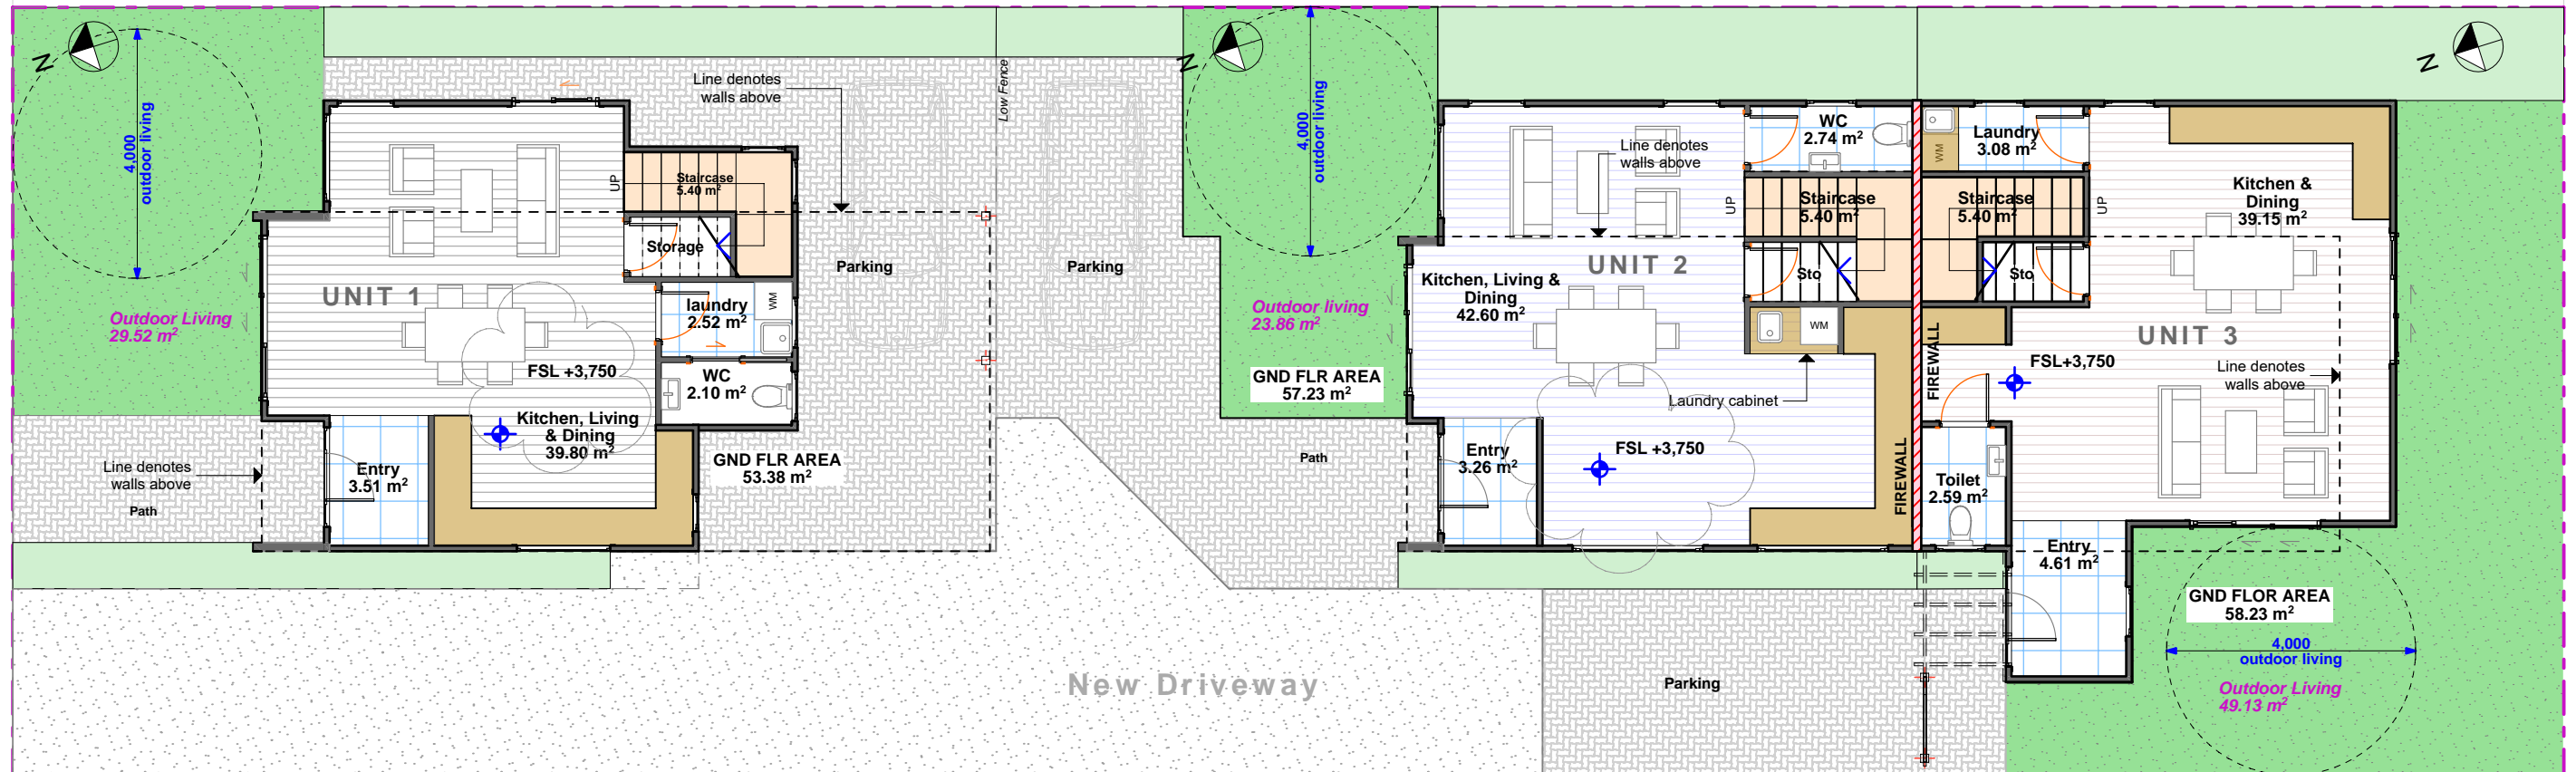 N
4,000
outdoor living
Outdoor Living
29.52 m²
Line denotes
walls above
Path
UNIT 1
UP
Staircase
5.40 m²
Storage
laundry
2.52 m²
WM
WC
2.10 m²
FSL +3,750
Kitchen, Living
& Dining
39.80 m²
Entry
3.51 m²
GND FLR AREA
53.38 m²
Line denotes
walls above
Parking
Low Fence
Parking
N
4,000
outdoor living
Outdoor living
23.86 m²
GND FLR AREA
57.23 m²
Path
Kitchen, Living &
Dining
42.60 m²
UNIT 2
Line denotes
walls above
WC
2.74 m²
UP
Staircase
5.40 m²
Sto
WM
Laundry cabinet
FSL +3,750
Entry
3.26 m²
FIREWALL
FIREWALL
WM
Laundry
3.08 m²
Staircase
5.40 m²
UP
Sto
Kitchen &
Dining
39.15 m²
UNIT 3
FSL+3,750
Line denotes
walls above
Toilet
2.59 m²
Entry
4.61 m²
GND FLOR AREA
58.23 m²
4,000
outdoor living
Outdoor Living
49.13 m²
N
New Driveway
Parking